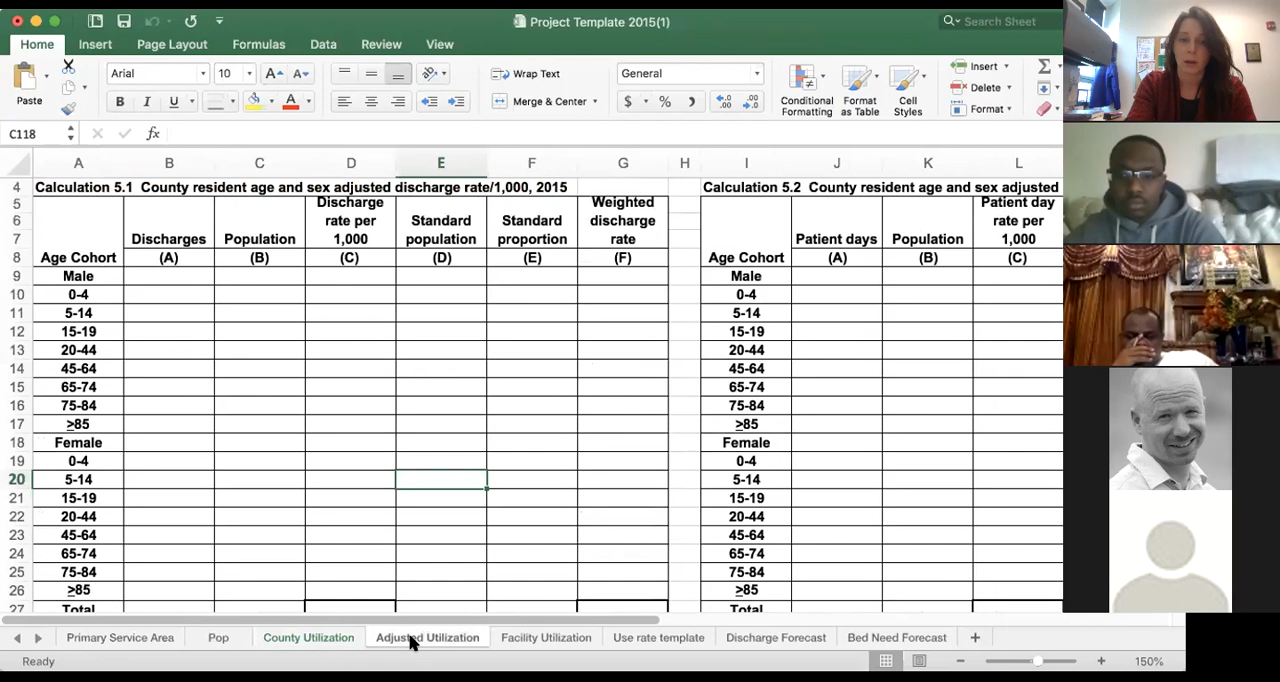 Project Template 2015(1)
Search Sheet
Home Insert Page Layout Formulas Data Review View
Paste
Arial 10 A A
B I U A
Wrap Text
Merge & Center
General
$ % )
Conditional Formatting
Format as Table
Cell Styles
Insert
Delete
Format
C118 fx
A B C D E F G H I J K L
4 Calculation 5.1 County resident age and sex adjusted discharge rate/1,000, 2015 Calculation 5.2 County resident age and sex adjusted
5 Discharge Weighted Patient day
6 rate per Standard Standard discharge rate per
7 Discharges Population 1,000 population proportion rate Patient days Population 1,000
8 Age Cohort (A) (B) (C) (D) (E) (F) Age Cohort (A) (B) (C)
9 Male Male
10 0-4 0-4
11 5-14 5-14
12 15-19 15-19
13 20-44 20-44
14 45-64 45-64
15 65-74 65-74
16 75-84 75-84
17 ≥85 ≥85
18 Female Female
19 0-4 0-4
20 5-14 5-14
21 15-19 15-19
22 20-44 20-44
23 45-64 45-64
24 65-74 65-74
25 75-84 75-84
26 ≥85 ≥85
27 Total Total
Primary Service Area Pop County Utilization Adjusted Utilization Facility Utilization Use rate template Discharge Forecast Bed Need Forecast +
Ready 150%